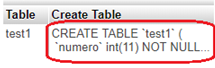 Table Create Table
test1 CREATE TABLE `test1` (
`numero` int(11) NOT NULL...